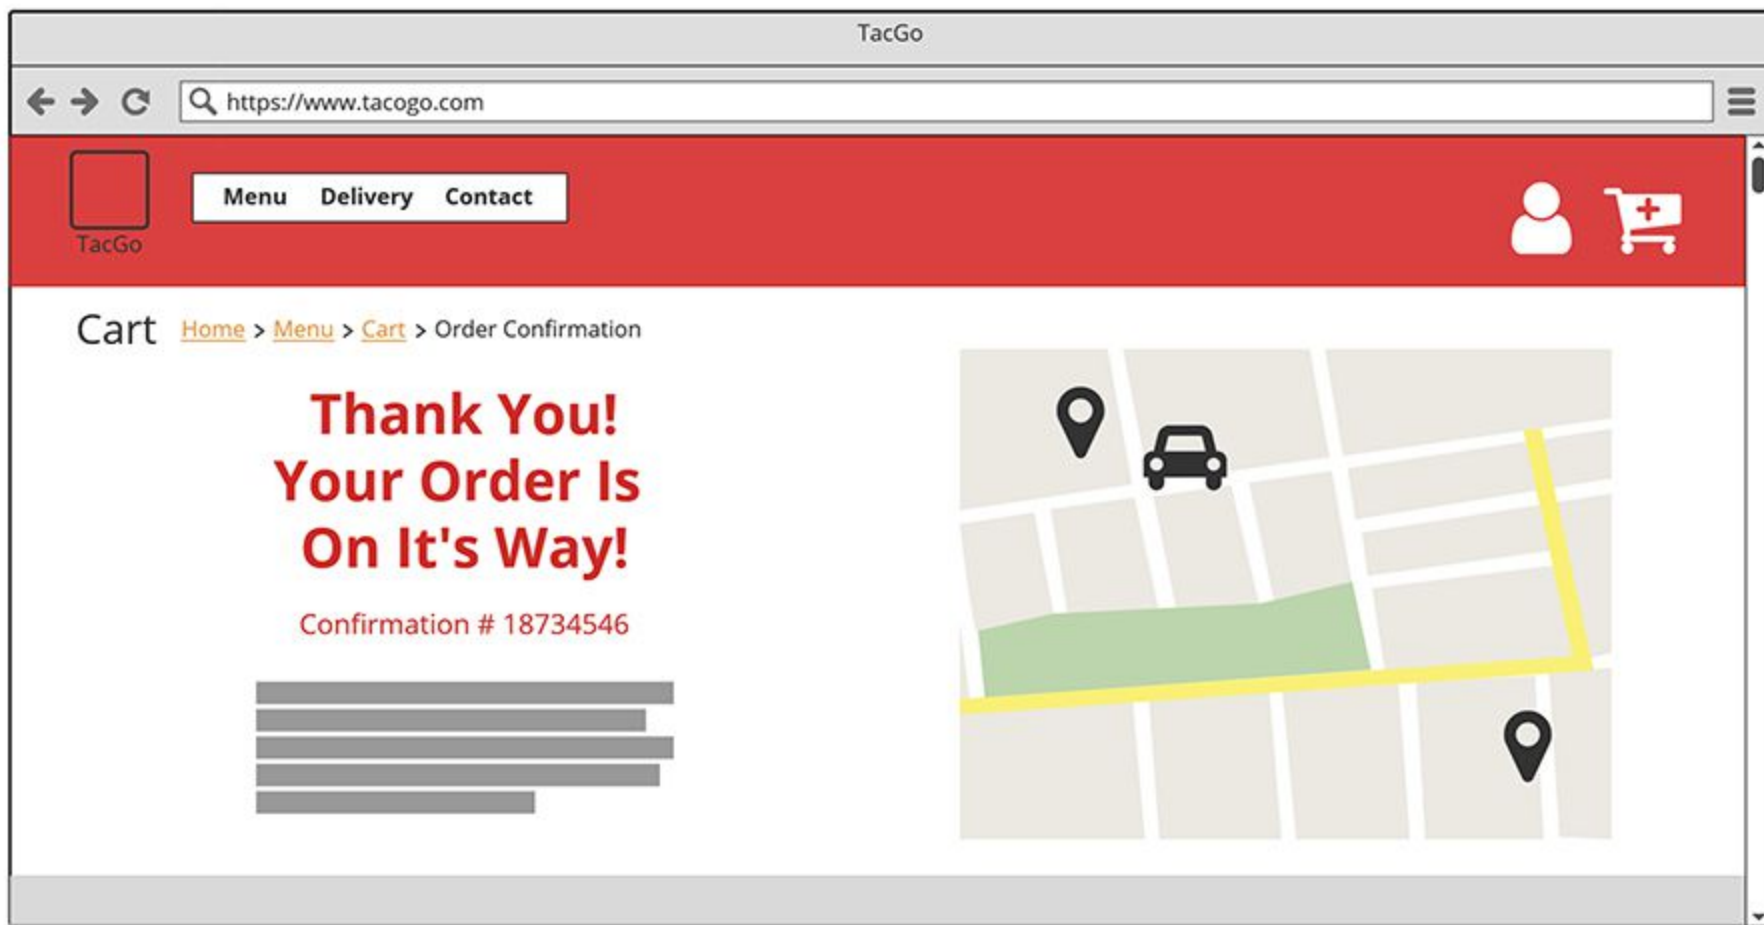 TacGo
https://www.tacogo.com
Menu Delivery Contact
TacGo
Cart Home > Menu > Cart > Order Confirmation
Thank You!
Your Order Is
On It's Way!
Confirmation # 18734546